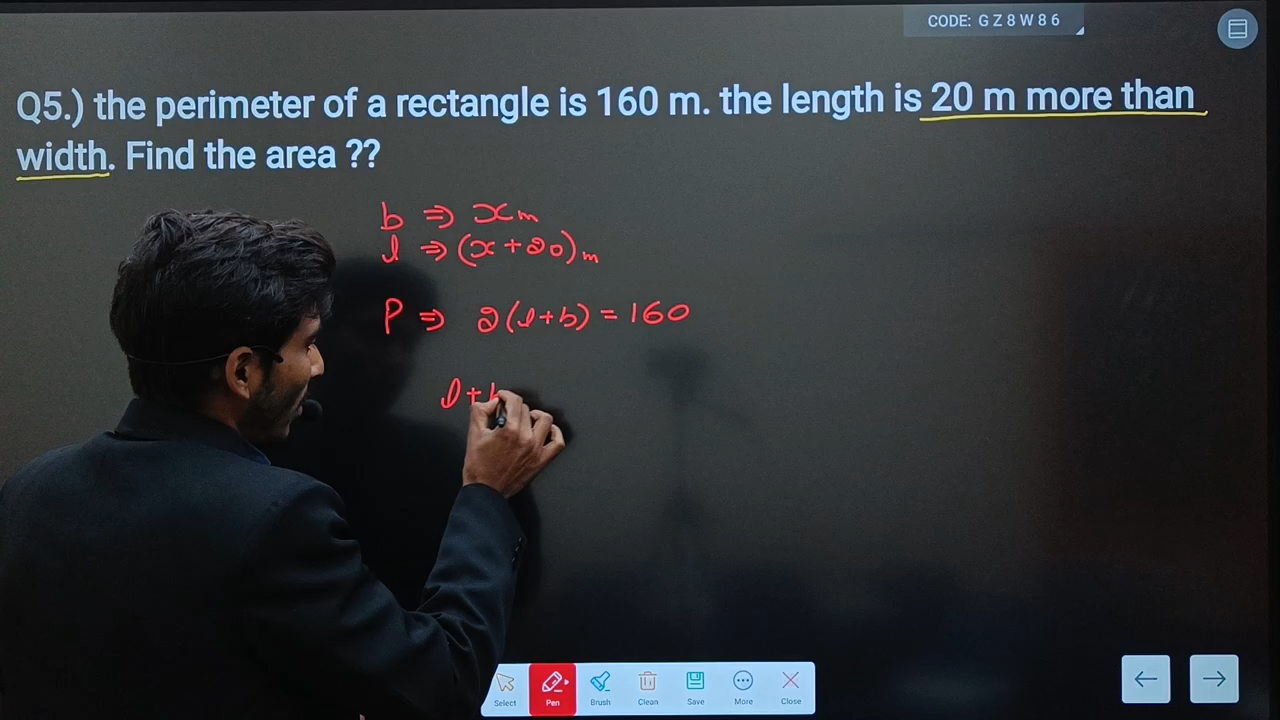 CODE: G Z 8 W 8 6
Q5.) the perimeter of a rectangle is 160 m. the length is 20 m more than
width. Find the area ??
b ⇒ x m
l ⇒ (x+20) m
P ⇒ 2(l+b) = 160
l+b
Select Pen Brush Clean Save More Close